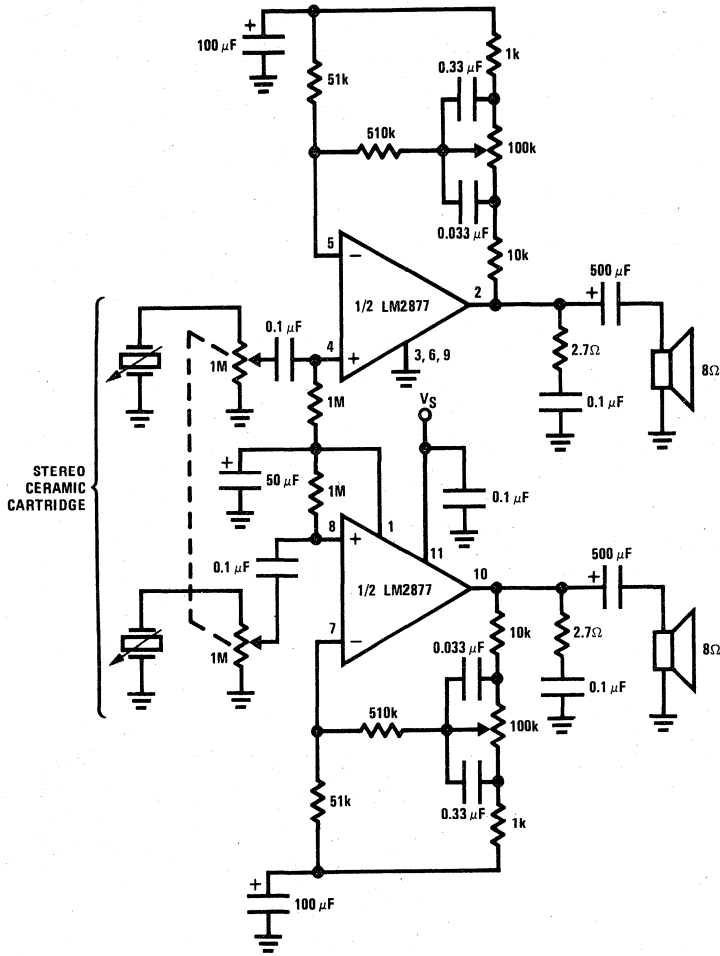 +
100 µF
1k
0.33 µF
51k
510k
100k
0.033 µF
10k
5
−
500 µF
+
2
1/2 LM2877
0.1 µF
4
+
3, 6, 9
2.7Ω
8Ω
1M
1M
0.1 µF
VS
STEREO
CERAMIC
CARTRIDGE
+
50 µF
1M
1
0.1 µF
8
+
11
0.1 µF
10
500 µF
+
1/2 LM2877
7
−
10k
2.7Ω
8Ω
1M
0.033 µF
0.1 µF
510k
100k
51k
0.33 µF
1k
+
100 µF